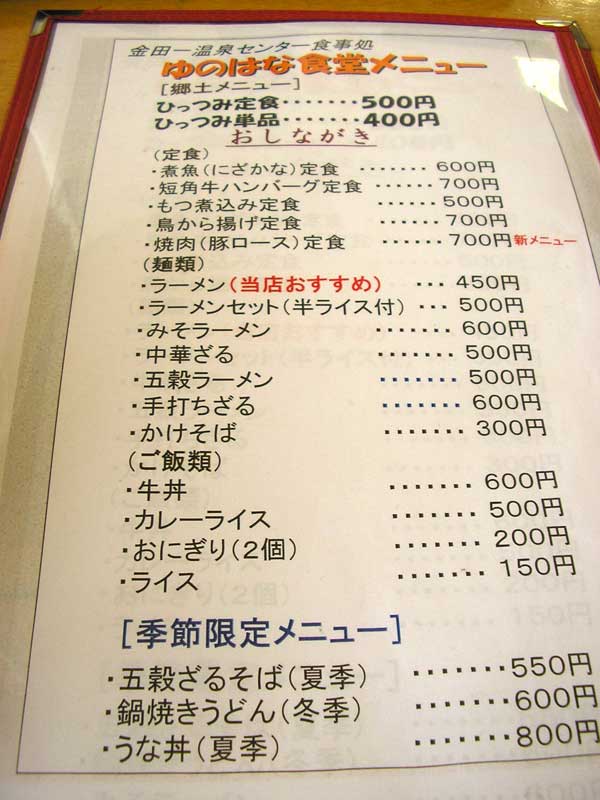 金田一温泉センター食事処
ゆのはな食堂メニュー
[郷土メニュー]
ひっつみ定食・・・・・・・500円
ひっつみ単品・・・・・・・400円
おしながき
(定食)
・煮魚(にざかな)定食 ・・・・・・・ 600円
・短角牛ハンバーグ定食 ・・・・・・ 700円
・もつ煮込み定食 ・・・・・・ 500円
・鳥から揚げ定食 ・・・・・・ 700円
・焼肉(豚ロース)定食 ・・・・・・ 700円新メニュー
(麺類)
・ラーメン(当店おすすめ) ・・・ 450円
・ラーメンセット(半ライス付) ・・・ 500円
・みそラーメン ・・・・・・・ 600円
・中華ざる ・・・・・・・ 500円
・五穀ラーメン ・・・・・・・ 500円
・手打ちざる ・・・・・・・ 600円
・かけそば ・・・・・・・ 300円
(ご飯類)
・牛丼 ・・・・・・・ 600円
・カレーライス ・・・・・・・ 500円
・おにぎり(2個) ・・・・・・・ 200円
・ライス ・・・・・・・ 150円
[季節限定メニュー]
・五穀ざるそば(夏季) ・・・・・・・550円
・鍋焼きうどん(冬季) ・・・・・・・600円
・うな丼(夏季) ・・・・・・・800円